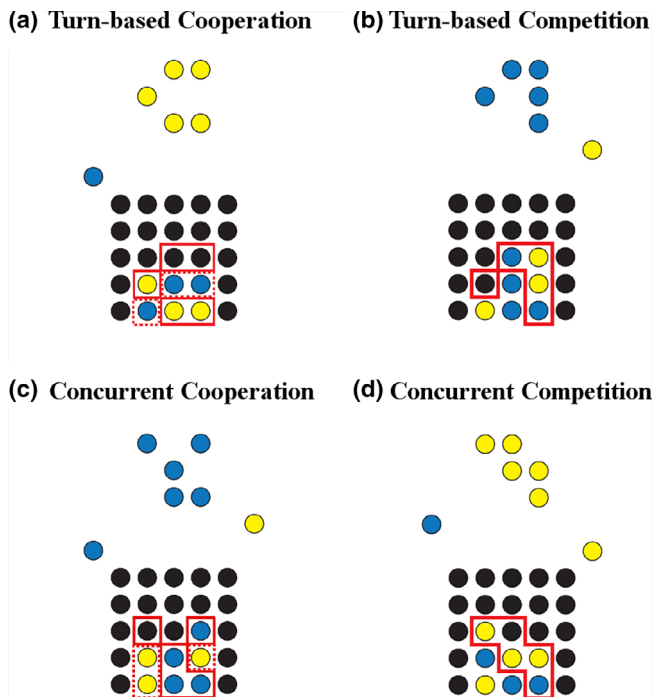 (a) Turn-based Cooperation
(b) Turn-based Competition
(c) Concurrent Cooperation
(d) Concurrent Competition